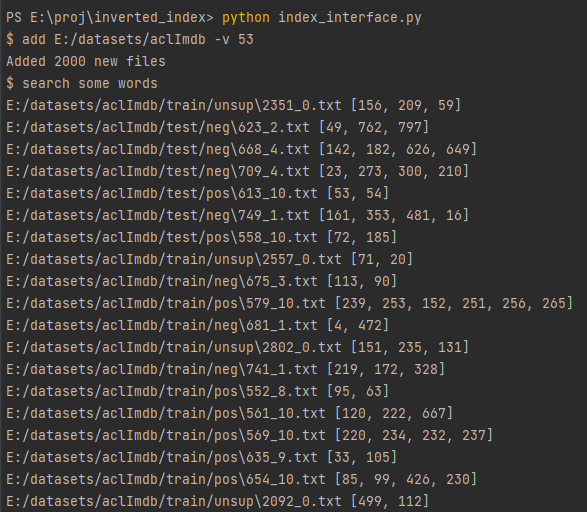 PS E:\proj\inverted_index> python index_interface.py
$ add E:/datasets/aclImdb -v 53
Added 2000 new files
$ search some words
E:/datasets/aclImdb/train/unsup\2351_0.txt [156, 209, 59]
E:/datasets/aclImdb/test/neg\623_2.txt [49, 762, 797]
E:/datasets/aclImdb/test/neg\668_4.txt [142, 182, 626, 649]
E:/datasets/aclImdb/test/neg\709_4.txt [23, 273, 300, 210]
E:/datasets/aclImdb/test/pos\613_10.txt [53, 54]
E:/datasets/aclImdb/test/neg\749_1.txt [161, 353, 481, 16]
E:/datasets/aclImdb/test/pos\558_10.txt [72, 185]
E:/datasets/aclImdb/train/unsup\2557_0.txt [71, 20]
E:/datasets/aclImdb/train/neg\675_3.txt [113, 90]
E:/datasets/aclImdb/train/pos\579_10.txt [239, 253, 152, 251, 256, 265]
E:/datasets/aclImdb/train/neg\681_1.txt [4, 472]
E:/datasets/aclImdb/train/unsup\2802_0.txt [151, 235, 131]
E:/datasets/aclImdb/train/neg\741_1.txt [219, 172, 328]
E:/datasets/aclImdb/train/pos\552_8.txt [95, 63]
E:/datasets/aclImdb/train/pos\561_10.txt [120, 222, 667]
E:/datasets/aclImdb/train/pos\569_10.txt [220, 234, 232, 237]
E:/datasets/aclImdb/train/pos\635_9.txt [33, 105]
E:/datasets/aclImdb/train/pos\654_10.txt [85, 99, 426, 230]
E:/datasets/aclImdb/train/unsup\2092_0.txt [499, 112]